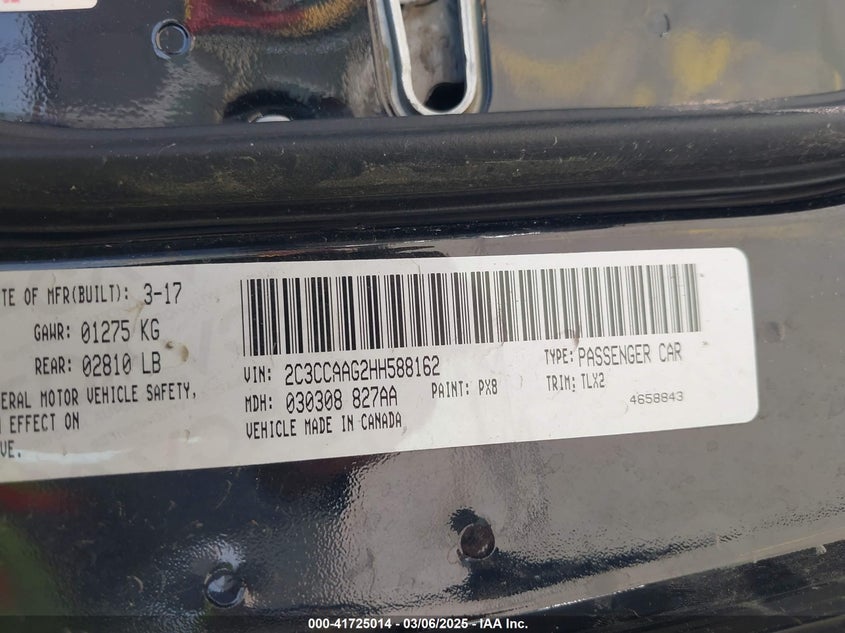 TE OF MFR(BUILT): 3-17
GAWR: 01275 KG
REAR: 02810 LB
ERAL MOTOR VEHICLE SAFETY,
EFFECT ON
VE.
VIN: 2C3CCAAG2HH588162
TYPE: PASSENGER CAR
MDH: 030308 827AA
PAINT: PX8
TRIM: TLX2
VEHICLE MADE IN CANADA
4658843
000-41725014 — 03/06/2025 — IAA Inc.